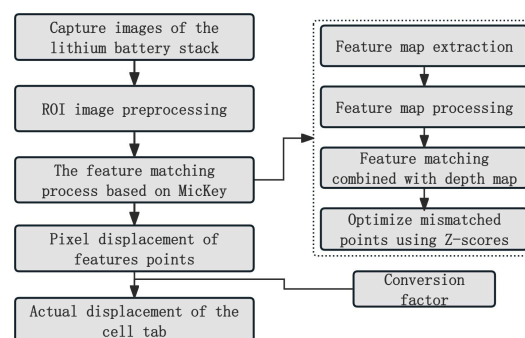 Capture images of the
lithium battery stack
ROI image preprocessing
The feature matching
process based on MicKey
Pixel displacement of
features points
Actual displacement of the
cell tab
Feature map extraction
Feature map processing
Feature matching
combined with depth map
Optimize mismatched
points using Z-scores
Conversion
factor